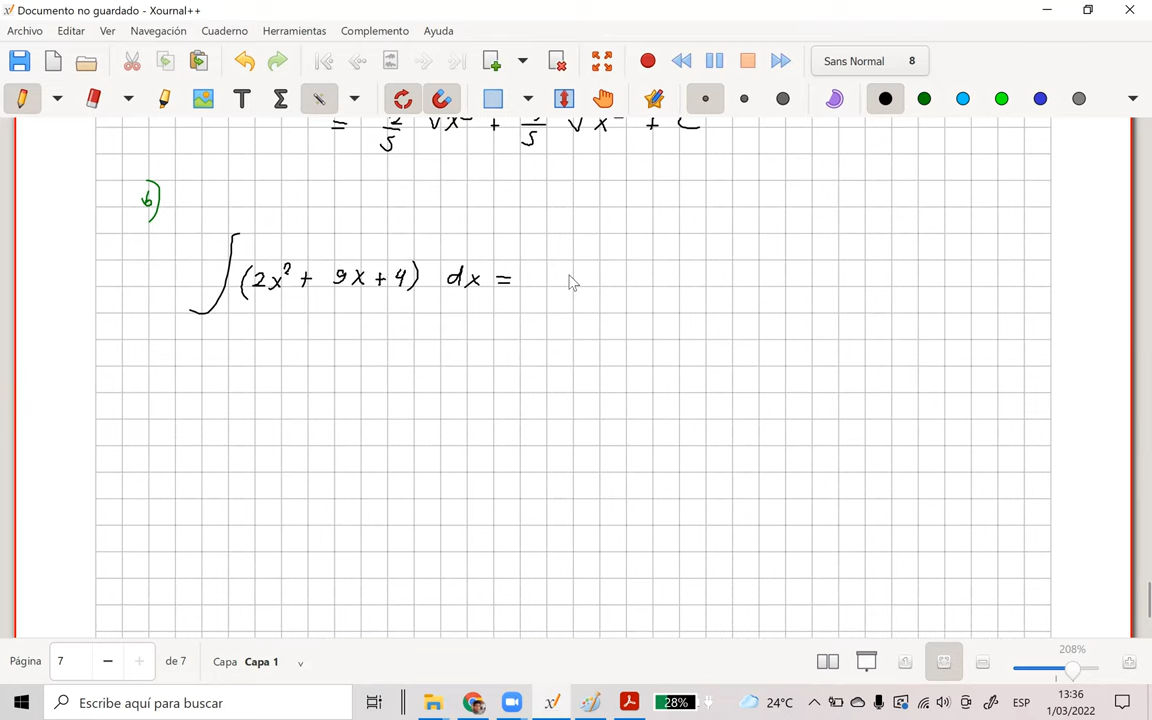 Documento no guardado - Xournal++
Archivo Editar Ver Navegación Cuaderno Herramientas Complemento Ayuda
Sans Normal 8
= 5 √x + 5 √x + C
b)
∫(2x² + 9x + 4) dx =
Página 7 de 7 Capa Capa 1 208%
Escribe aquí para buscar 28% 24°C ESP 13:36
1/03/2022